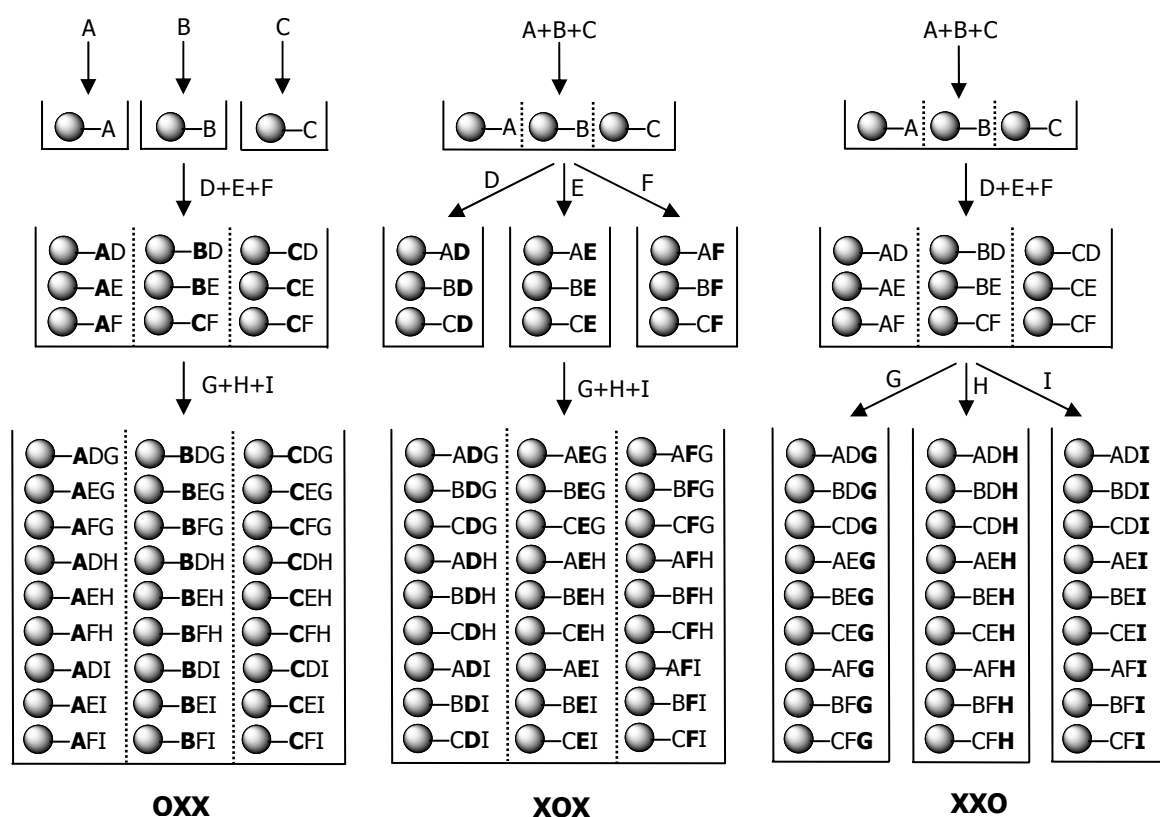 A B C A+B+C A+B+C
A B C A B C A B C
D+E+F D E F D+E+F
AD BD CD AD AE AF AD BD CD
AE BE CE BD BE BF AE BE CE
AF CF CF CD CE CF AF CF CF
G+H+I G+H+I G H I
ADG BDG CDG ADG AEG AFG ADG ADH ADI
AEG BEG CEG BDG BEG BFG BDG BDH BDI
AFG BFG CFG CDG CEG CFG CDG CDH CDI
ADH BDH CDH ADH AEH AFH AEG AEH AEI
AEH BEH CEH BDH BEH BFH BEG BEH BEI
AFH BFH CFH CDH CEH CFH CEG CEH CEI
ADI BDI CDI ADI AEI AFI AFG AFH AFI
AEI BEI CEI BDI BEI BFI BFG BFH BFI
AFI BFI CFI CDI CEI CFI CFG CFH CFI
OXX XOX XXO